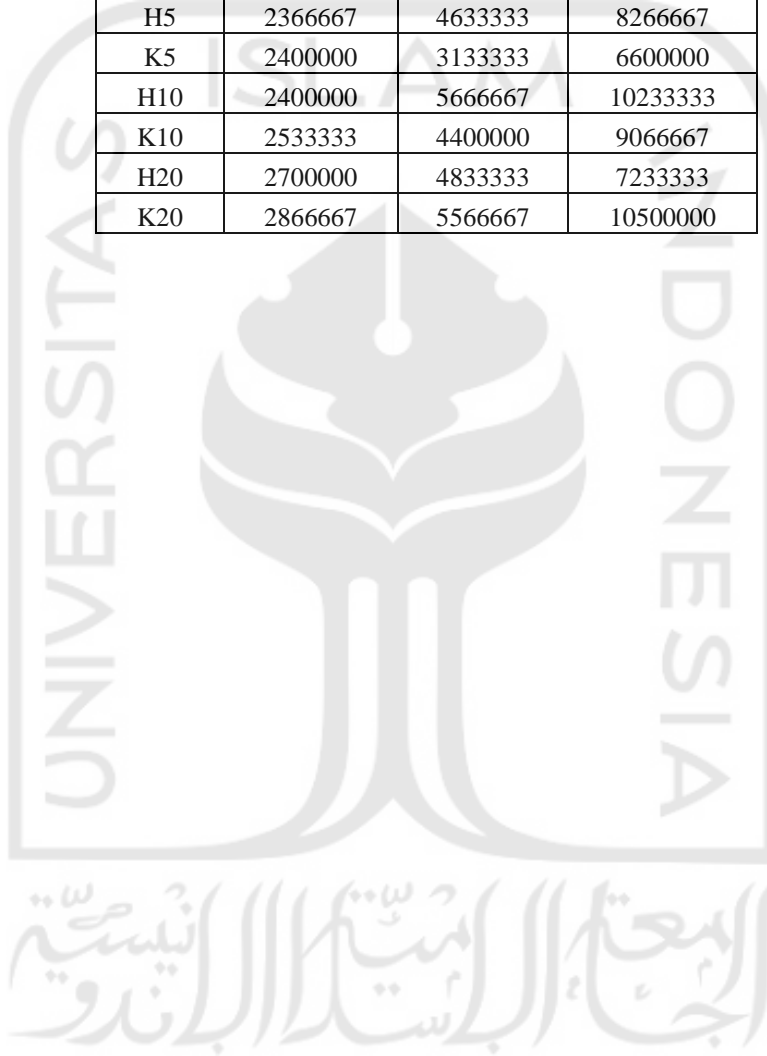 H5 2366667 4633333 8266667
K5 2400000 3133333 6600000
H10 2400000 5666667 10233333
K10 2533333 4400000 9066667
H20 2700000 4833333 7233333
K20 2866667 5566667 10500000
ISLAM
UNIVERSITAS
INDONESIA